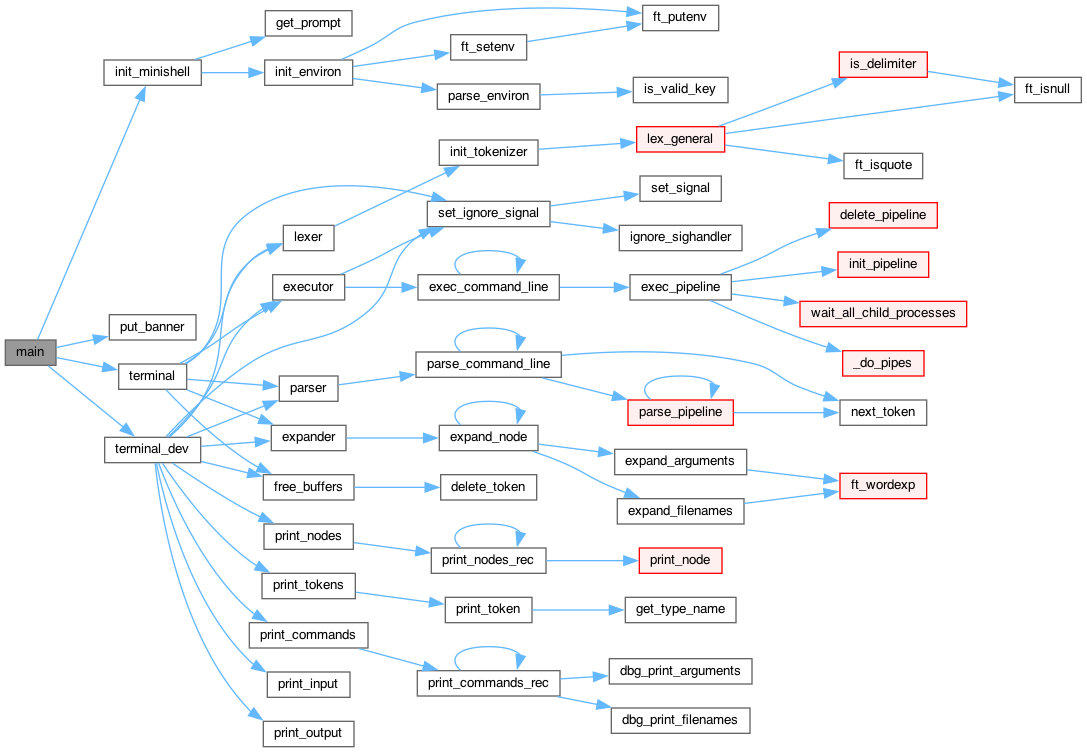 main
init_minishell
put_banner
terminal
terminal_dev
get_prompt
init_environ
lexer
executor
parser
expander
free_buffers
print_nodes
print_tokens
print_commands
print_input
print_output
ft_setenv
parse_environ
init_tokenizer
set_ignore_signal
exec_command_line
parse_command_line
expand_node
delete_token
print_nodes_rec
print_token
print_commands_rec
ft_putenv
is_valid_key
lex_general
set_signal
ignore_sighandler
exec_pipeline
parse_pipeline
expand_arguments
expand_filenames
print_node
get_type_name
dbg_print_arguments
dbg_print_filenames
is_delimiter
ft_isquote
delete_pipeline
init_pipeline
wait_all_child_processes
_do_pipes
next_token
ft_wordexp
ft_isnull